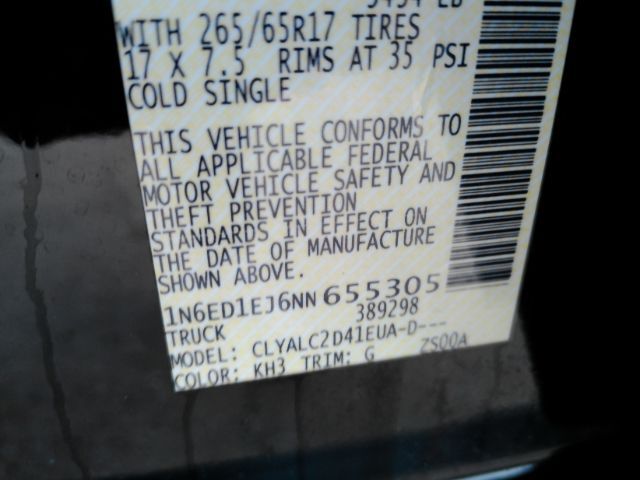 WITH 265/65R17 TIRES
17 X 7.5 RIMS AT 35 PSI
COLD SINGLE
THIS VEHICLE CONFORMS TO
ALL APPLICABLE FEDERAL
MOTOR VEHICLE SAFETY AND
THEFT PREVENTION
STANDARDS IN EFFECT ON
THE DATE OF MANUFACTURE
SHOWN ABOVE.
1N6ED1EJ6NN655305
TRUCK 389298
MODEL: CLYALC2D41EUA-D---
COLOR: KH3 TRIM: G ZS00A